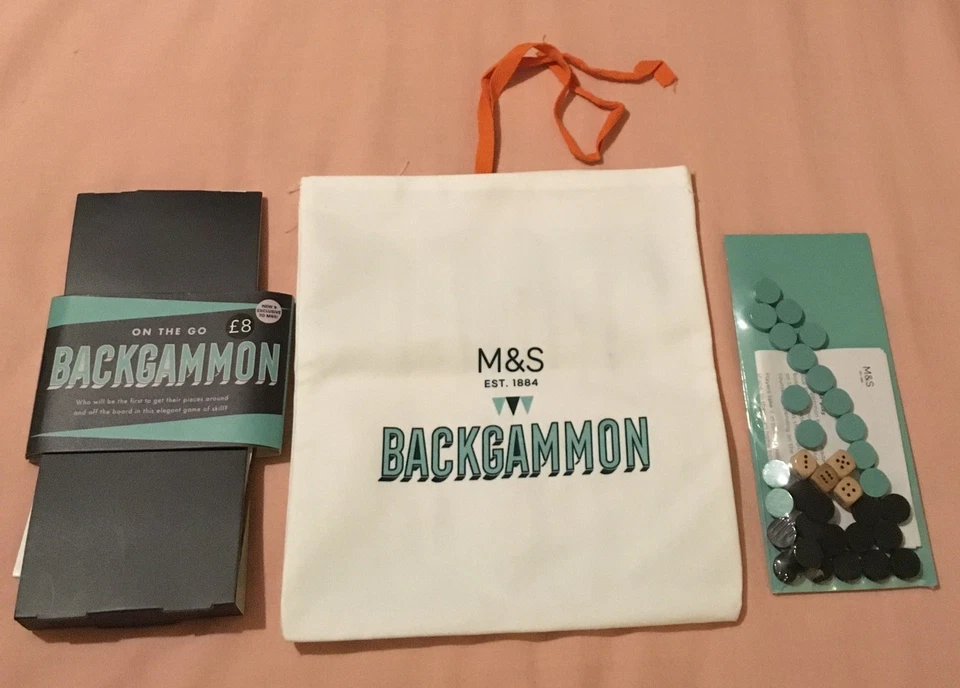 NEW &
EXCLUSIVE
TO M&S!
£8
ON THE GO
BACKGAMMON
Who will be the first to get their pieces around
and off the board in this elegant game of skill?
M&S
EST. 1884
BACKGAMMON
M&S